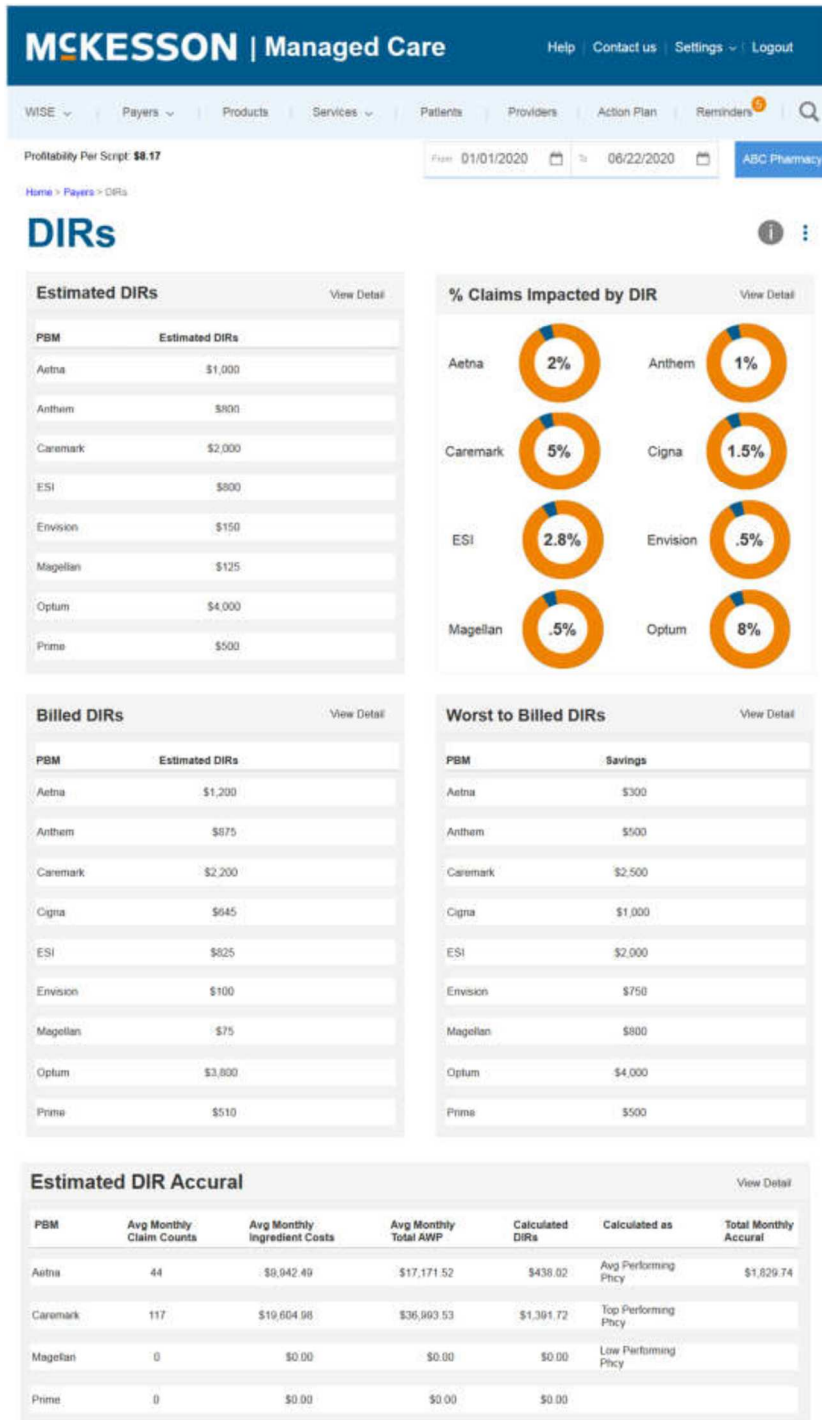 MCKESSON | Managed Care
Help Contact us Settings Logout
WISE Payers Products Services Patients Providers Action Plan Reminders 5
Profitability Per Script: $8.17
From 01/01/2020 To 06/22/2020 ABC Pharmacy
Home > Payers > DIRs
DIRs
i
Estimated DIRs View Detail
PBM Estimated DIRs
Aetna $1,000
Anthem $800
Caremark $2,000
ESI $800
Envision $150
Magellan $125
Optum $4,000
Prime $500
% Claims Impacted by DIR View Detail
Aetna 2% Anthem 1%
Caremark 5% Cigna 1.5%
ESI 2.8% Envision .5%
Magellan .5% Optum 8%
Billed DIRs View Detail
PBM Estimated DIRs
Aetna $1,200
Anthem $875
Caremark $2,200
Cigna $645
ESI $825
Envision $100
Magellan $75
Optum $3,800
Prime $510
Worst to Billed DIRs View Detail
PBM Savings
Aetna $300
Anthem $500
Caremark $2,500
Cigna $1,000
ESI $2,000
Envision $750
Magellan $800
Optum $4,000
Prime $500
Estimated DIR Accural View Detail
PBM Avg Monthly Claim Counts Avg Monthly Ingredient Costs Avg Monthly Total AWP Calculated DIRs Calculated as Total Monthly Accural
Aetna 44 $9,942.49 $17,171.52 $438.02 Avg Performing Phcy $1,829.74
Caremark 117 $19,604.98 $36,993.53 $1,391.72 Top Performing Phcy
Magellan 0 $0.00 $0.00 $0.00 Low Performing Phcy
Prime 0 $0.00 $0.00 $0.00